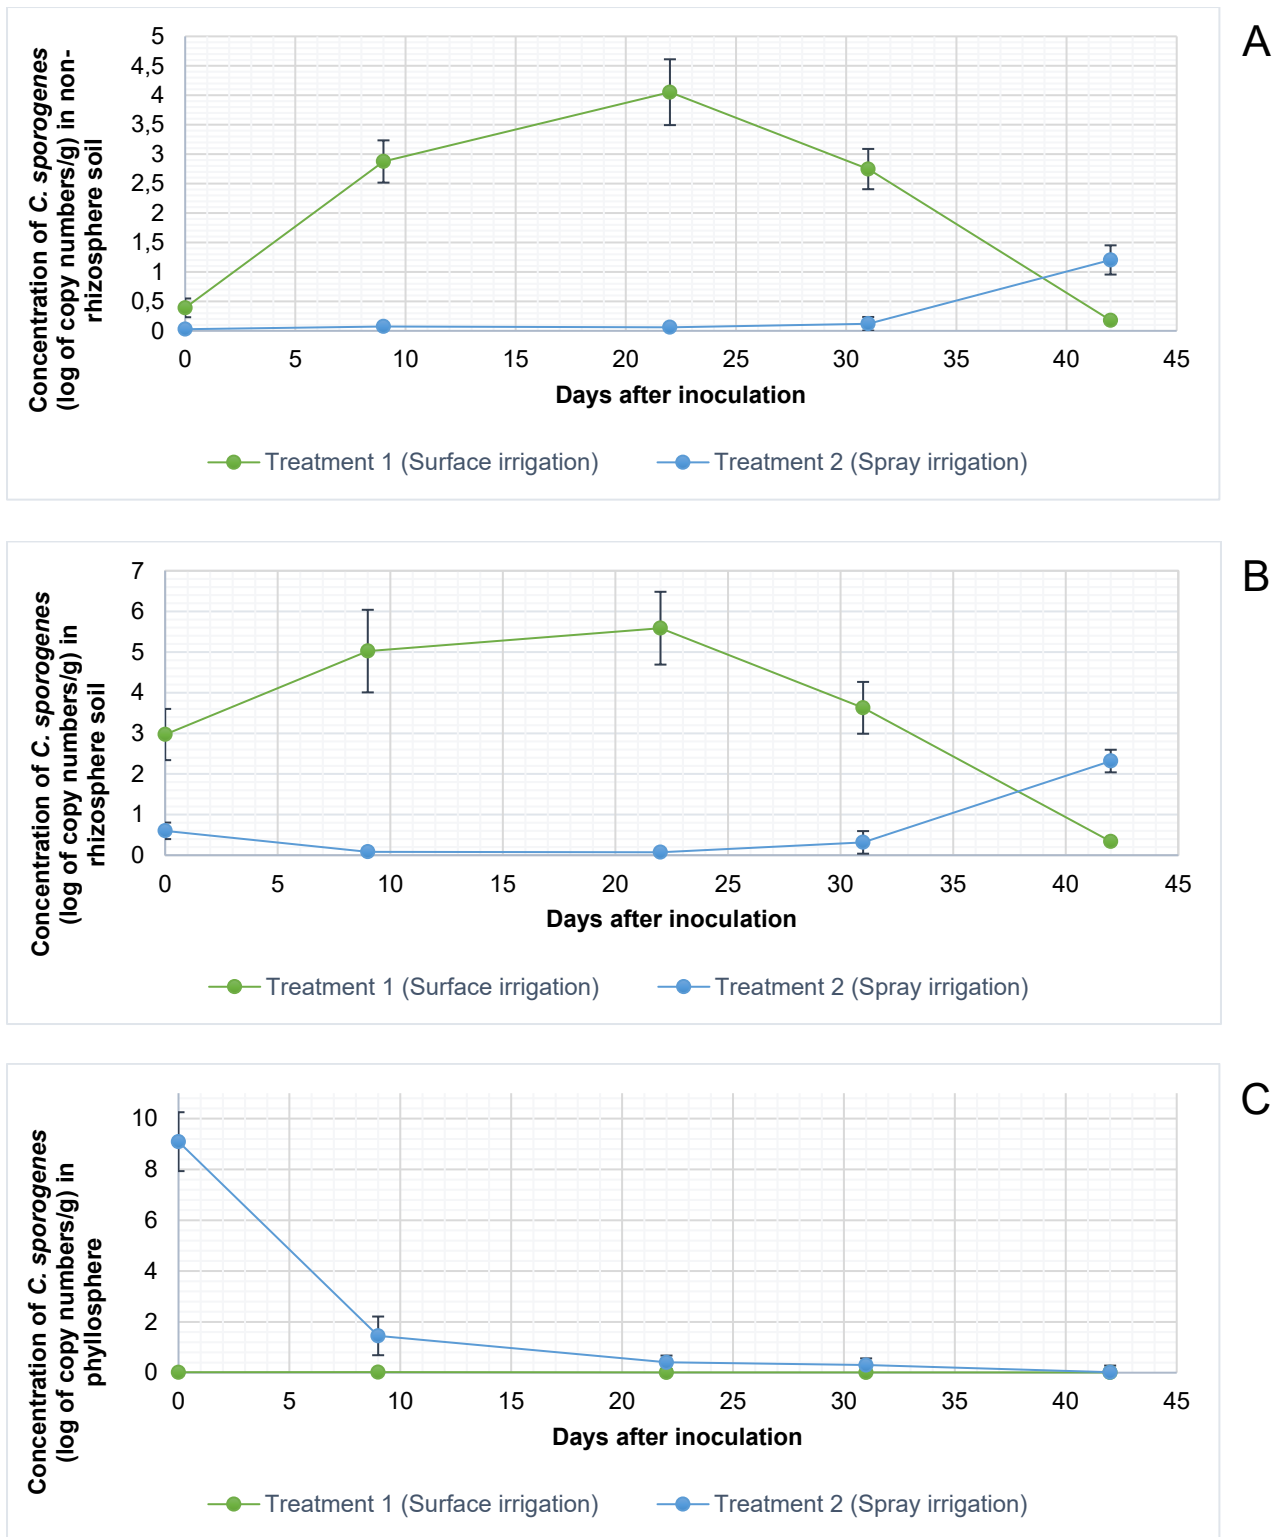 A
Concentration of C. sporogenes
(log of copy numbers/g) in non-
rhizosphere soil
5
4,5
4
3,5
3
2,5
2
1,5
1
0,5
0
0 5 10 15 20 25 30 35 40 45
Days after inoculation
Treatment 1 (Surface irrigation) Treatment 2 (Spray irrigation)
B
Concentration of C. sporogenes
(log of copy numbers/g) in
rhizosphere soil
7
6
5
4
3
2
1
0
0 5 10 15 20 25 30 35 40 45
Days after inoculation
Treatment 1 (Surface irrigation) Treatment 2 (Spray irrigation)
C
Concentration of C. sporogenes
(log of copy numbers/g) in
phyllosphere
10
8
6
4
2
0
0 5 10 15 20 25 30 35 40 45
Days after inoculation
Treatment 1 (Surface irrigation) Treatment 2 (Spray irrigation)